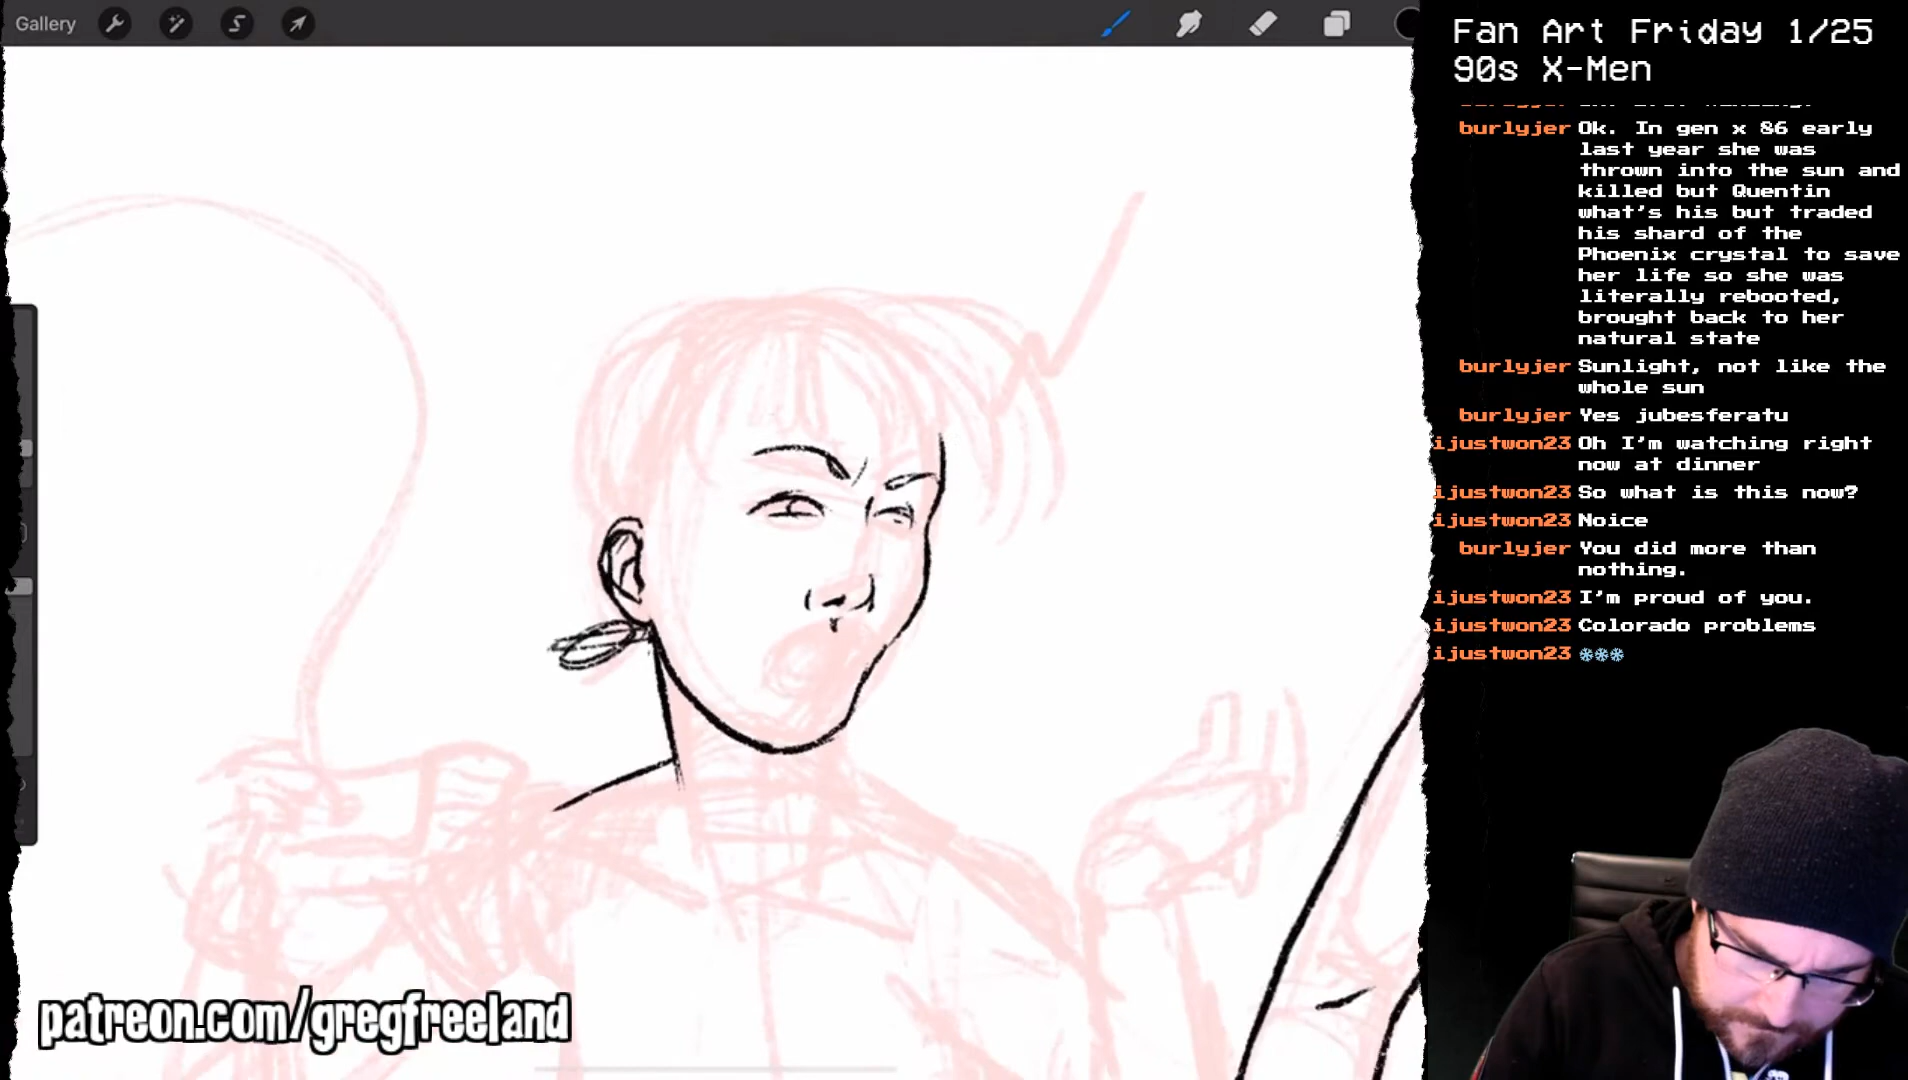 Gallery
Fan Art Friday 1/25
90s X-Men
burlyjer Ok. In gen x 86 early
last year she was
thrown into the sun and
killed but Quentin
what's his but traded
his shard of the
Phoenix crystal to save
her life so she was
literally rebooted,
brought back to her
natural state
burlyjer Sunlight, not like the
whole sun
burlyjer Yes jubesferatu
ijustwon23 Oh I'm watching right
now at dinner
ijustwon23 So what is this now?
ijustwon23 Noice
burlyjer You did more than
nothing.
ijustwon23 I'm proud of you.
ijustwon23 Colorado problems
ijustwon23 ❄❄❄
patreon.com/gregfreeland